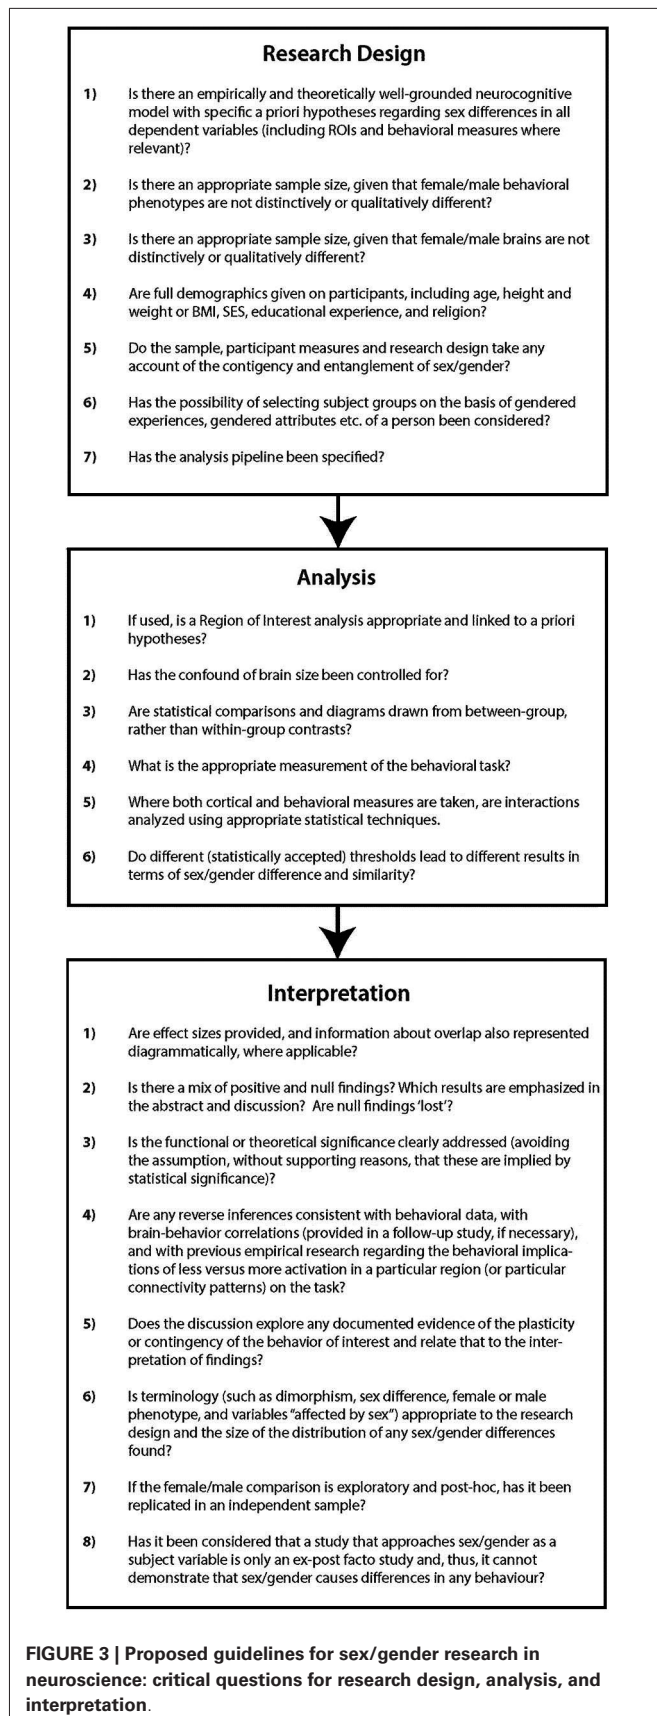 Research Design
1) Is there an empirically and theoretically well-grounded neurocognitive
model with specific a priori hypotheses regarding sex differences in all
dependent variables (including ROIs and behavioral measures where
relevant)?
2) Is there an appropriate sample size, given that female/male behavioral
phenotypes are not distinctively or qualitatively different?
3) Is there an appropriate sample size, given that female/male brains are not
distinctively or qualitatively different?
4) Are full demographics given on participants, including age, height and
weight or BMI, SES, educational experience, and religion?
5) Do the sample, participant measures and research design take any
account of the contigency and entanglement of sex/gender?
6) Has the possibility of selecting subject groups on the basis of gendered
experiences, gendered attributes etc. of a person been considered?
7) Has the analysis pipeline been specified?
Analysis
1) If used, is a Region of Interest analysis appropriate and linked to a priori
hypotheses?
2) Has the confound of brain size been controlled for?
3) Are statistical comparisons and diagrams drawn from between-group,
rather than within-group contrasts?
4) What is the appropriate measurement of the behavioral task?
5) Where both cortical and behavioral measures are taken, are interactions
analyzed using appropriate statistical techniques.
6) Do different (statistically accepted) thresholds lead to different results in
terms of sex/gender difference and similarity?
Interpretation
1) Are effect sizes provided, and information about overlap also represented
diagrammatically, where applicable?
2) Is there a mix of positive and null findings? Which results are emphasized in
the abstract and discussion? Are null findings 'lost'?
3) Is the functional or theoretical significance clearly addressed (avoiding
the assumption, without supporting reasons, that these are implied by
statistical significance)?
4) Are any reverse inferences consistent with behavioral data, with
brain-behavior correlations (provided in a follow-up study, if necessary),
and with previous empirical research regarding the behavioral implica-
tions of less versus more activation in a particular region (or particular
connectivity patterns) on the task?
5) Does the discussion explore any documented evidence of the plasticity
or contingency of the behavior of interest and relate that to the inter-
pretation of findings?
6) Is terminology (such as dimorphism, sex difference, female or male
phenotype, and variables "affected by sex") appropriate to the research
design and the size of the distribution of any sex/gender differences
found?
7) If the female/male comparison is exploratory and post-hoc, has it been
replicated in an independent sample?
8) Has it been considered that a study that approaches sex/gender as a
subject variable is only an ex-post facto study and, thus, it cannot
demonstrate that sex/gender causes differences in any behaviour?
FIGURE 3 | Proposed guidelines for sex/gender research in
neuroscience: critical questions for research design, analysis, and
interpretation.